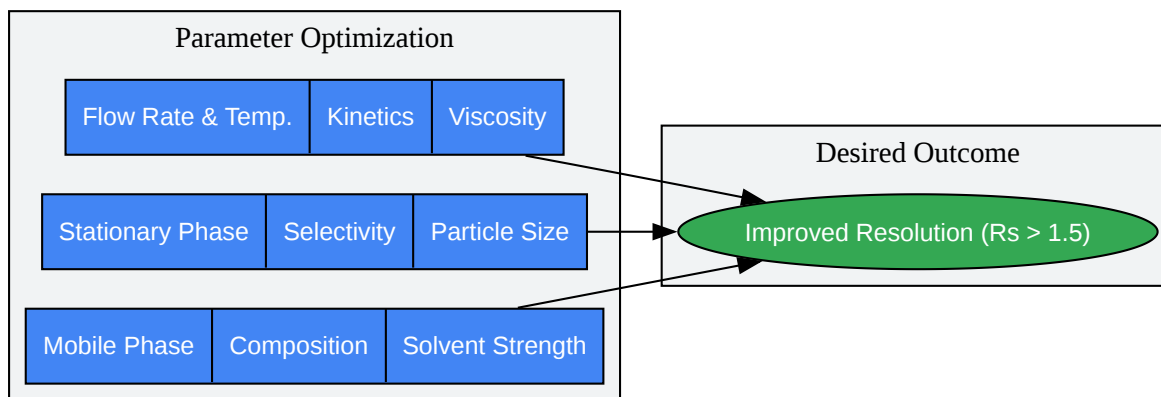 Parameter Optimization
Flow Rate & Temp. Kinetics Viscosity
Stationary Phase Selectivity Particle Size
Mobile Phase Composition Solvent Strength
Desired Outcome
Improved Resolution (Rs > 1.5)